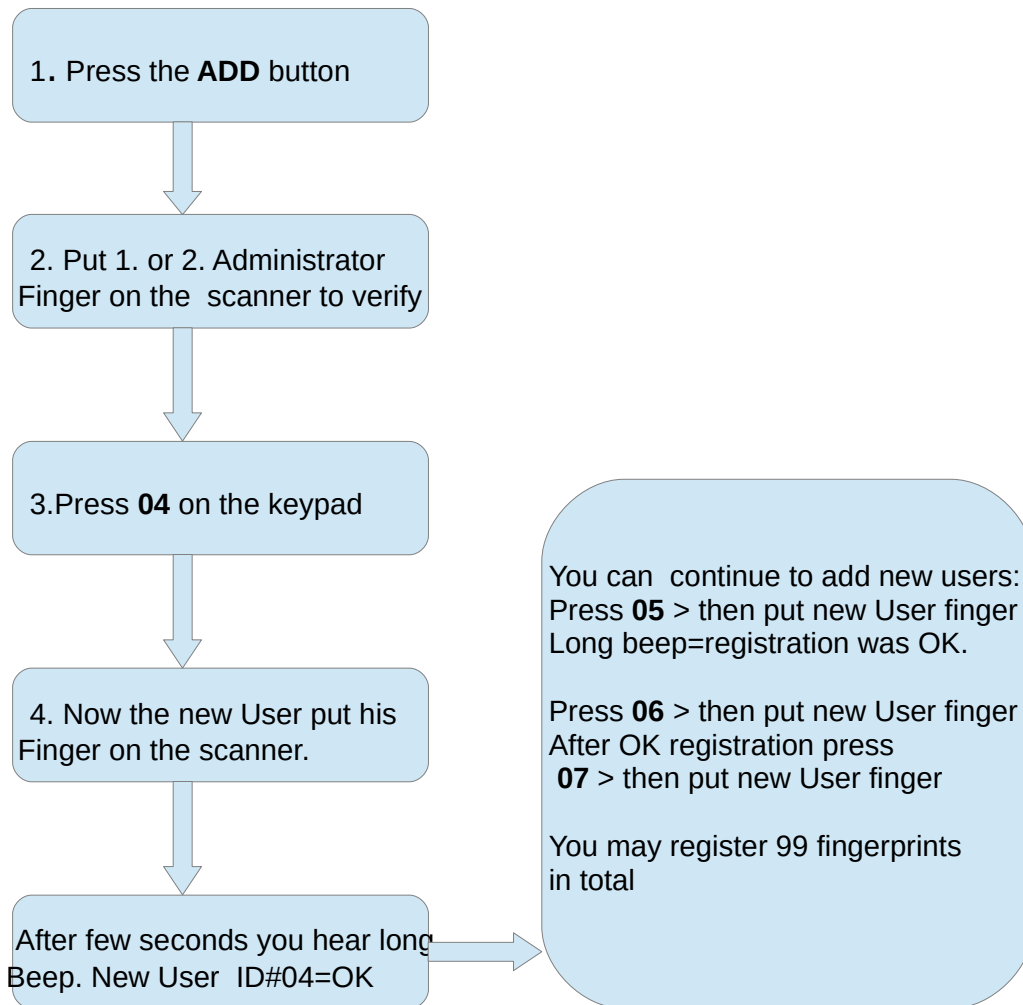 1. Press the ADD button
2. Put 1. or 2. Administrator
Finger on the scanner to verify
3.Press 04 on the keypad
4. Now the new User put his
Finger on the scanner.
After few seconds you hear long
Beep. New User ID#04=OK
You can continue to add new users:
Press 05 > then put new User finger
Long beep=registration was OK.
Press 06 > then put new User finger
After OK registration press
07 > then put new User finger
You may register 99 fingerprints
in total